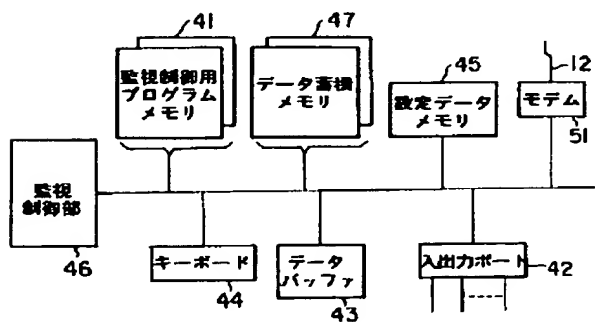 41
47
監視制御用
プログラム
メモリ
データ蓄積
メモリ
45
設定データ
メモリ
12
モデム
51
監視
制御部
46
キーボード
44
データ
バッファ
43
入出力ポート
42